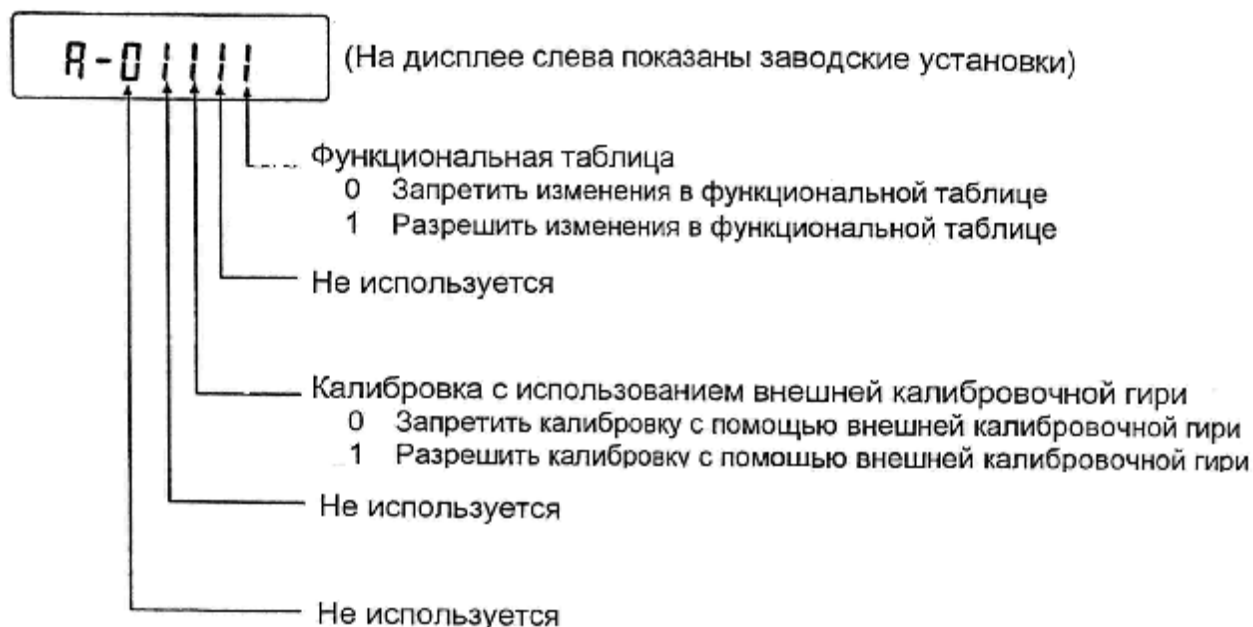 A-01111
(На дисплее слева показаны заводские установки)
Функциональная таблица
0 Запретить изменения в функциональной таблице
1 Разрешить изменения в функциональной таблице
Не используется
Калибровка с использованием внешней калибровочной гири
0 Запретить калибровку с помощью внешней калибровочной гири
1 Разрешить калибровку с помощью внешней калибровочной гири
Не используется
Не используется